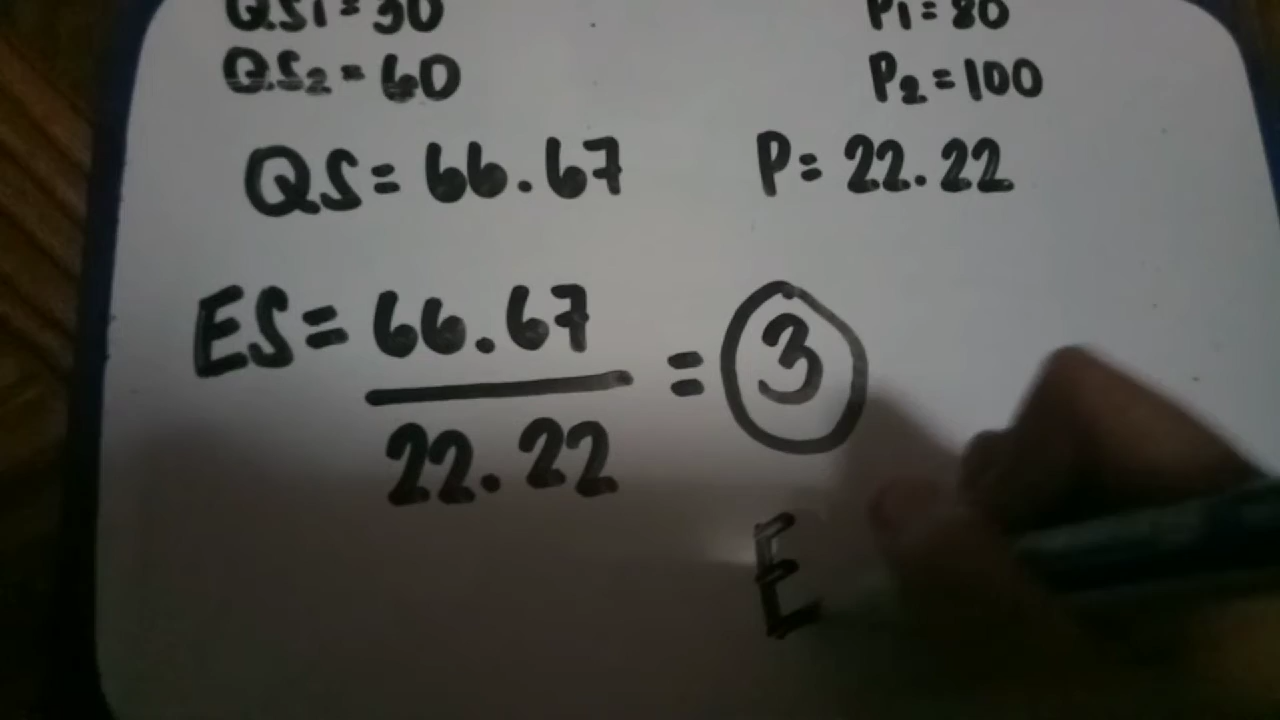 QS1 = 30 P1 = 80
QS2 = 60 P2 = 100
QS = 66.67 P = 22.22
ES = 66.67
= 3
22.22
E